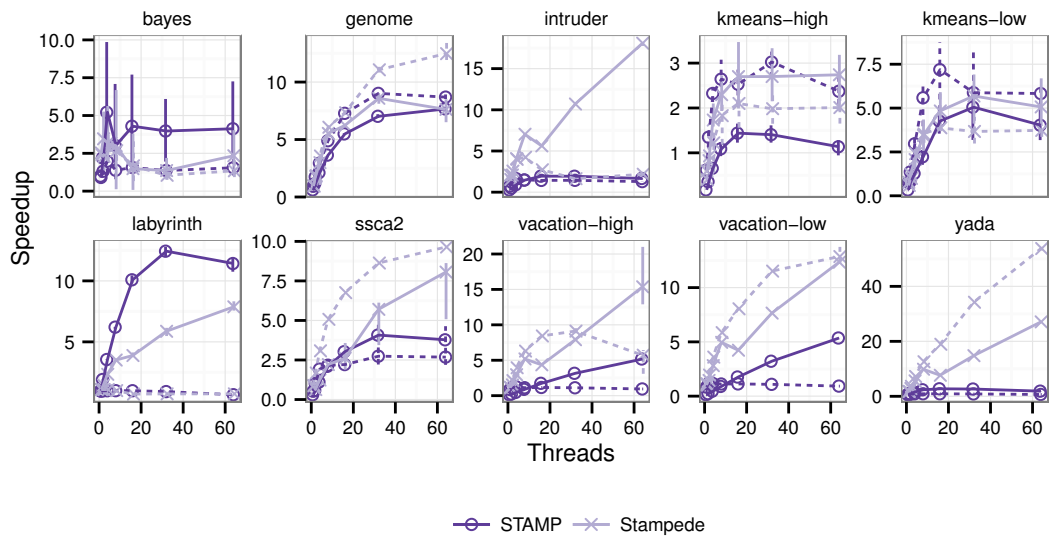 bayes genome intruder kmeans−high kmeans−low
10.0 7.5 5.0 2.5 0.0
10 5 0
15 10 5 0
3 2 1
7.5 5.0 2.5 0.0
Speedup
labyrinth ssca2 vacation−high vacation−low yada
10 5
10.0 7.5 5.0 2.5 0.0
20 15 10 5 0
10 5 0
40 20 0
0 20 40 60 0 20 40 60 0 20 40 60 0 20 40 60 0 20 40 60
Threads
STAMP Stampede